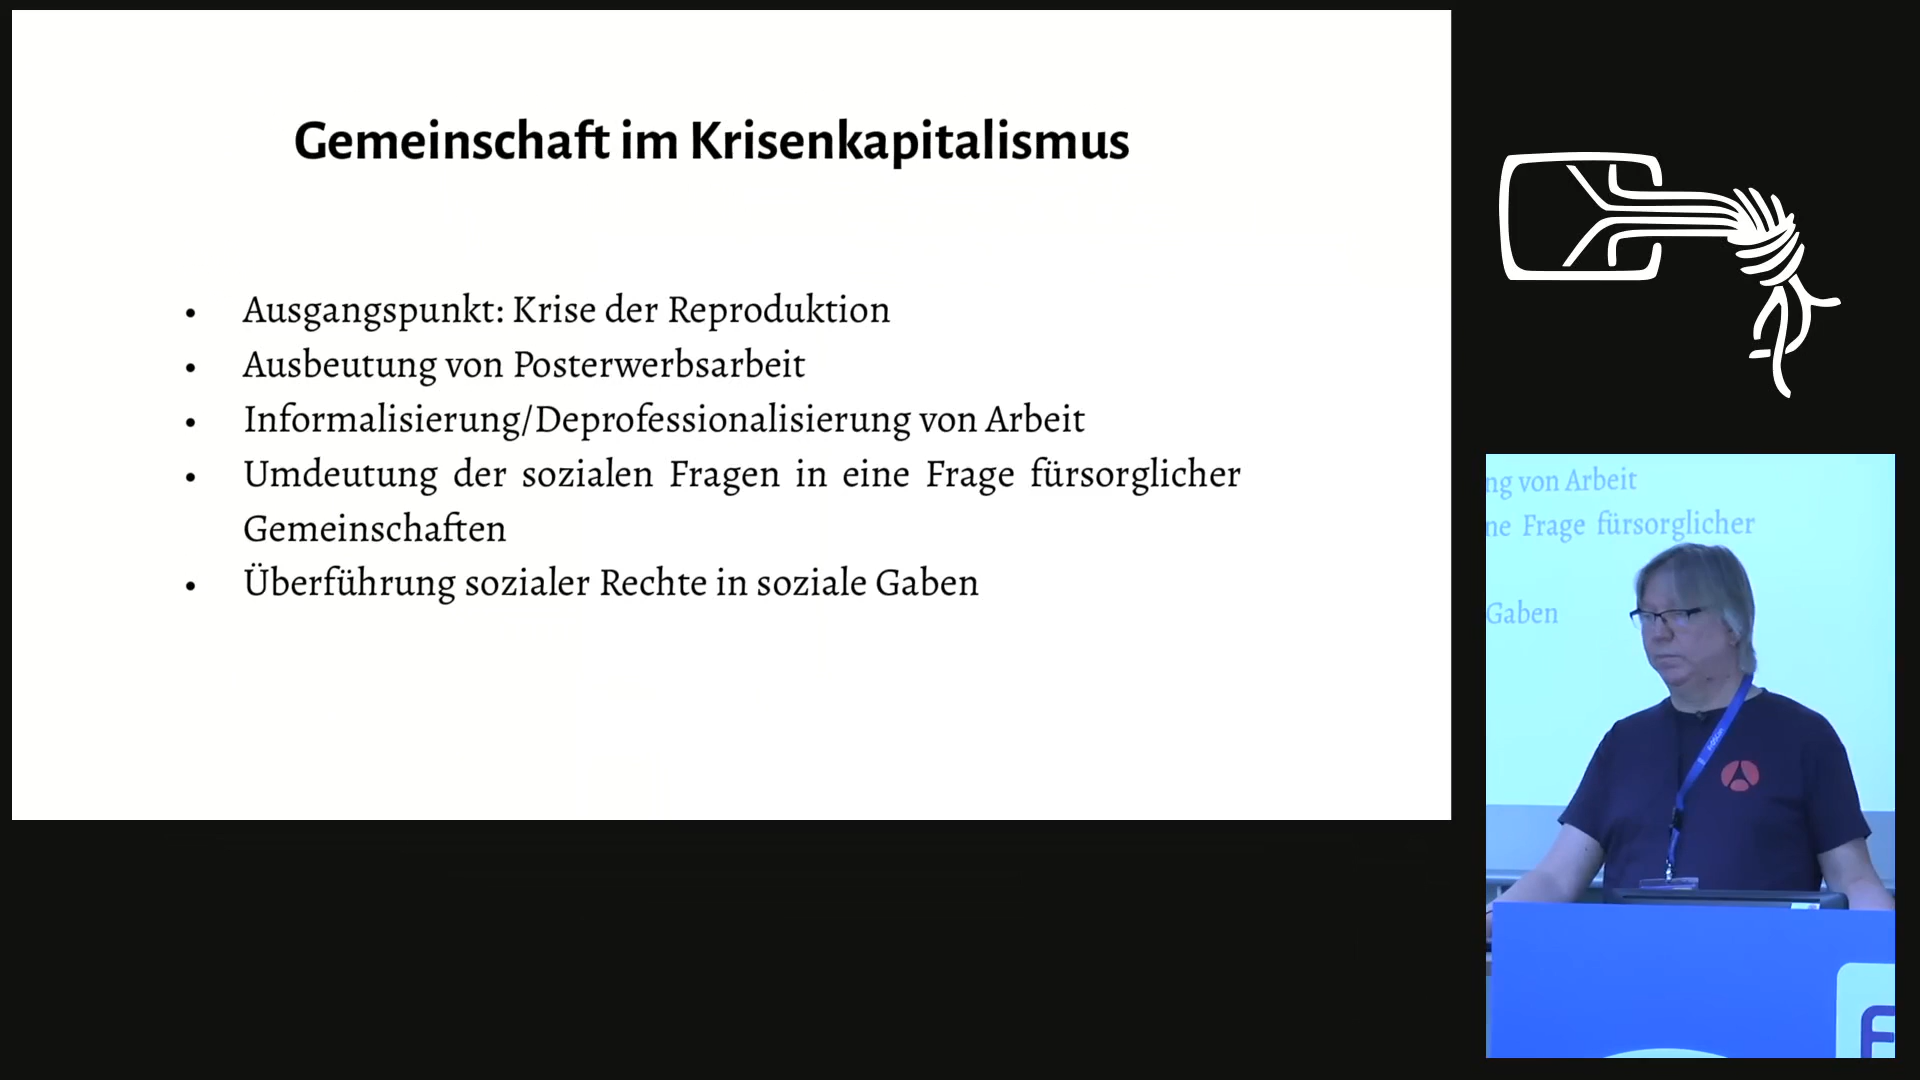 Gemeinschaft im Krisenkapitalismus
• Ausgangspunkt: Krise der Reproduktion
• Ausbeutung von Posterwerbsarbeit
• Informalisierung/Deprofessionalisierung von Arbeit
• Umdeutung der sozialen Fragen in eine Frage fürsorglicher
Gemeinschaften
• Überführung sozialer Rechte in soziale Gaben
ng von Arbeit
ne Frage fürsorglicher
Gaben